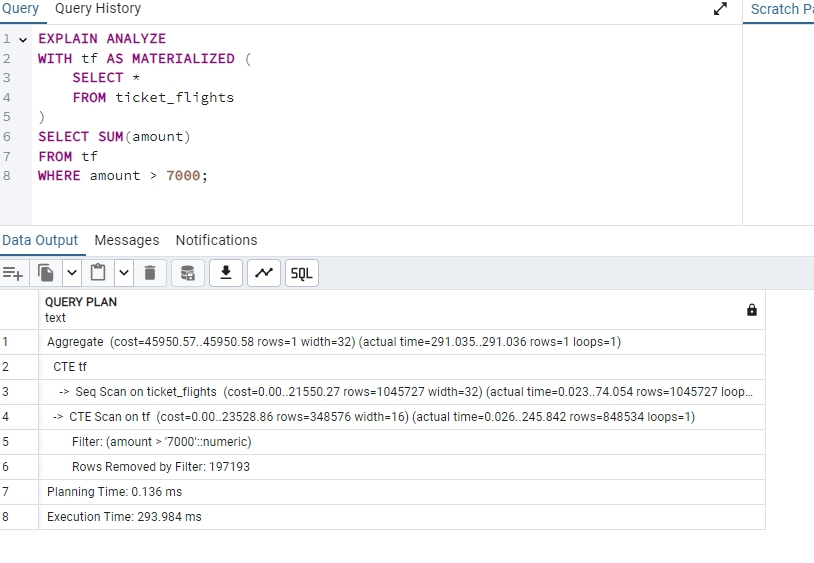 Query Query History Scratch Pa
1 EXPLAIN ANALYZE
2 WITH tf AS MATERIALIZED (
3 SELECT *
4 FROM ticket_flights
5 )
6 SELECT SUM(amount)
7 FROM tf
8 WHERE amount > 7000;
Data Output Messages Notifications
SQL
QUERY PLAN
text
1 Aggregate (cost=45950.57..45950.58 rows=1 width=32) (actual time=291.035..291.036 rows=1 loops=1)
2 CTE tf
3 -> Seq Scan on ticket_flights (cost=0.00..21550.27 rows=1045727 width=32) (actual time=0.023..74.054 rows=1045727 loop...
4 -> CTE Scan on tf (cost=0.00..23528.86 rows=348576 width=16) (actual time=0.026..245.842 rows=848534 loops=1)
5 Filter: (amount > '7000'::numeric)
6 Rows Removed by Filter: 197193
7 Planning Time: 0.136 ms
8 Execution Time: 293.984 ms